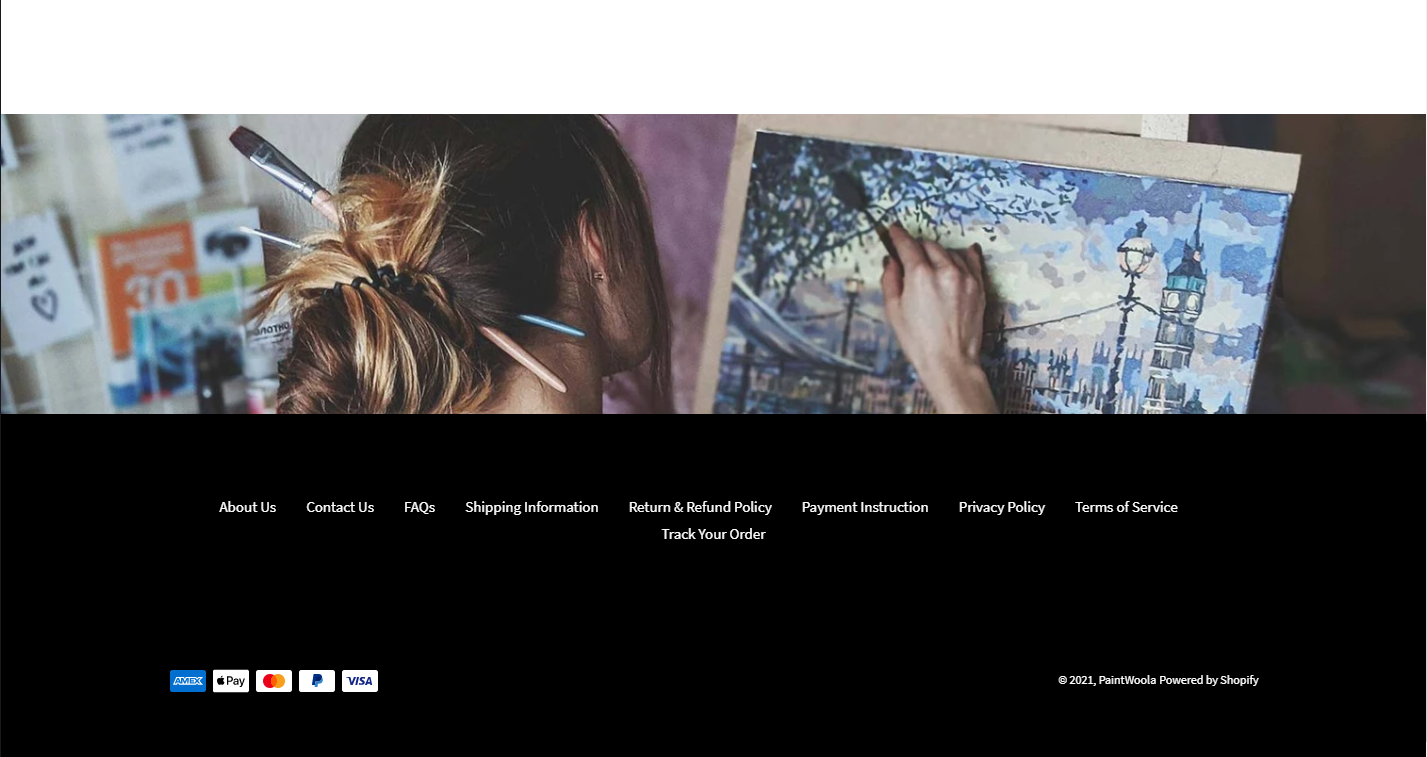 30
About Us Contact Us FAQs Shipping Information Return & Refund Policy Payment Instruction Privacy Policy Terms of Service
Track Your Order
AMEX Pay VISA
© 2021, PaintWoola Powered by Shopify